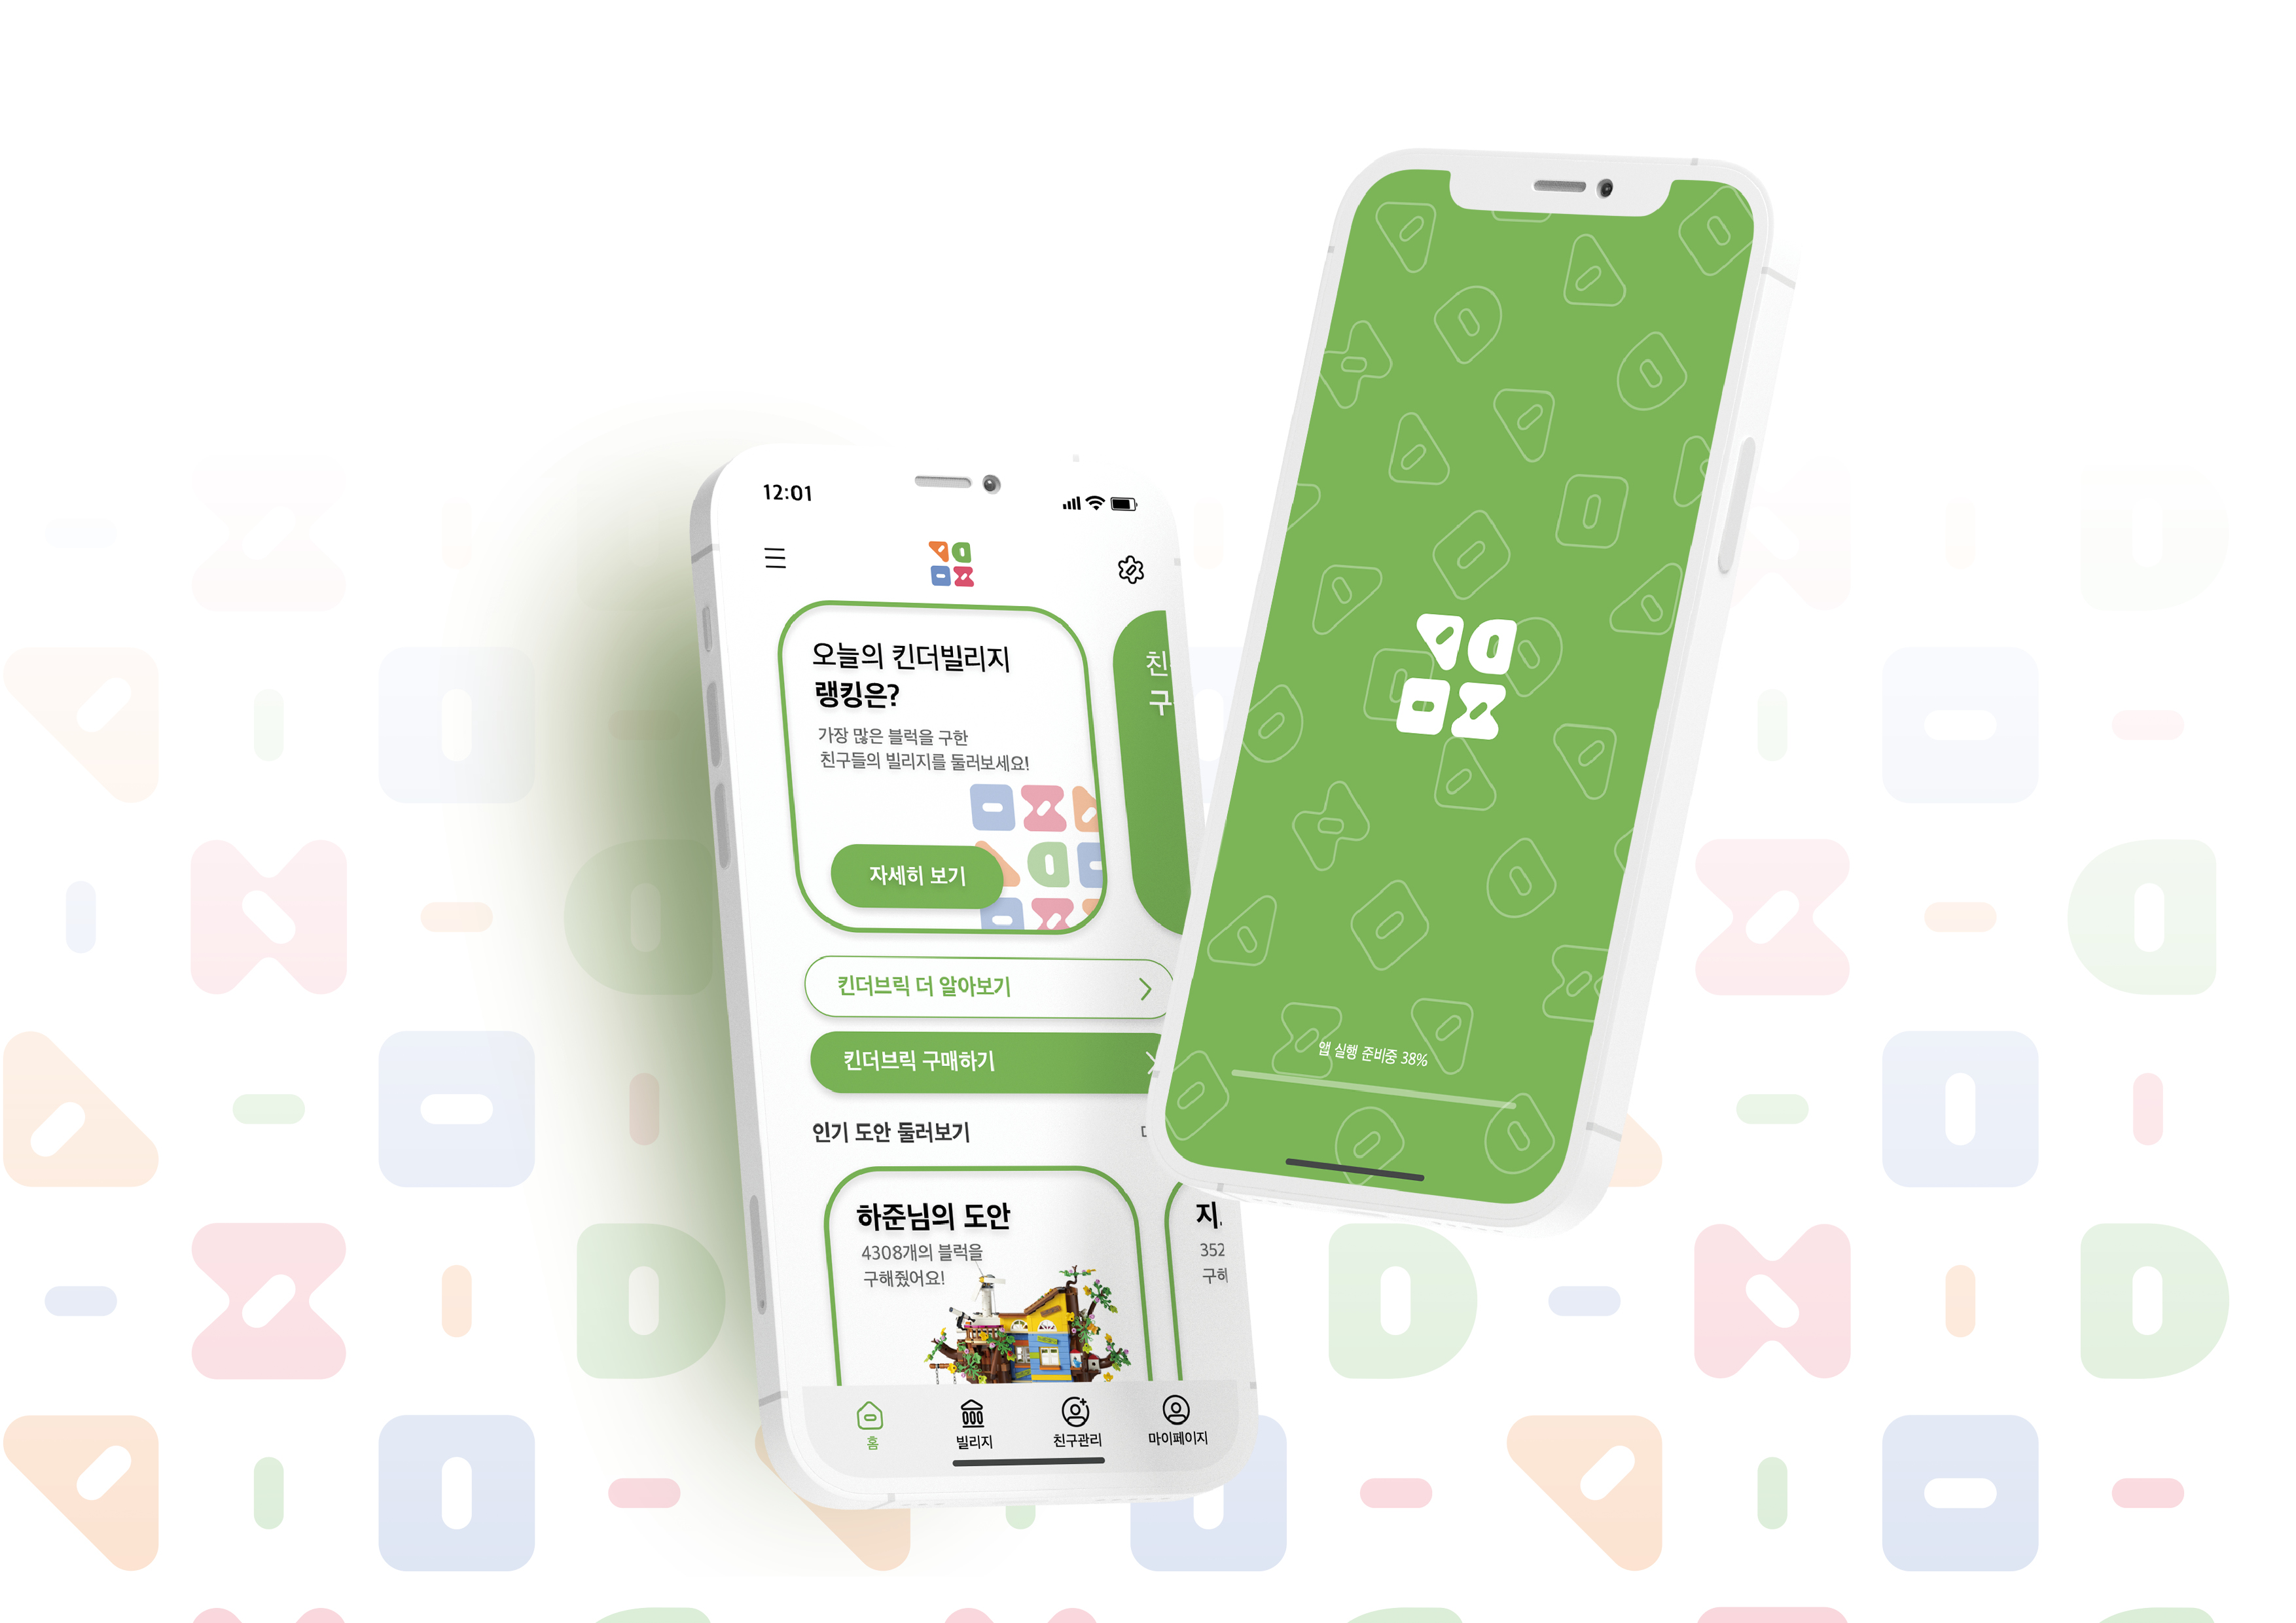 12:01
오늘의 킨더빌리지
랭킹은?
가장 많은 블럭을 구한
친구들의 빌리지를 둘러보세요!
자세히 보기
친
구
킨더브릭 더 알아보기
킨더브릭 구매하기
인기 도안 둘러보기
하준님의 도안
4308개의 블럭을
구해줬어요!
지
352
구해
홈
빌리지
친구관리
마이페이지
앱 실행 준비중 38%